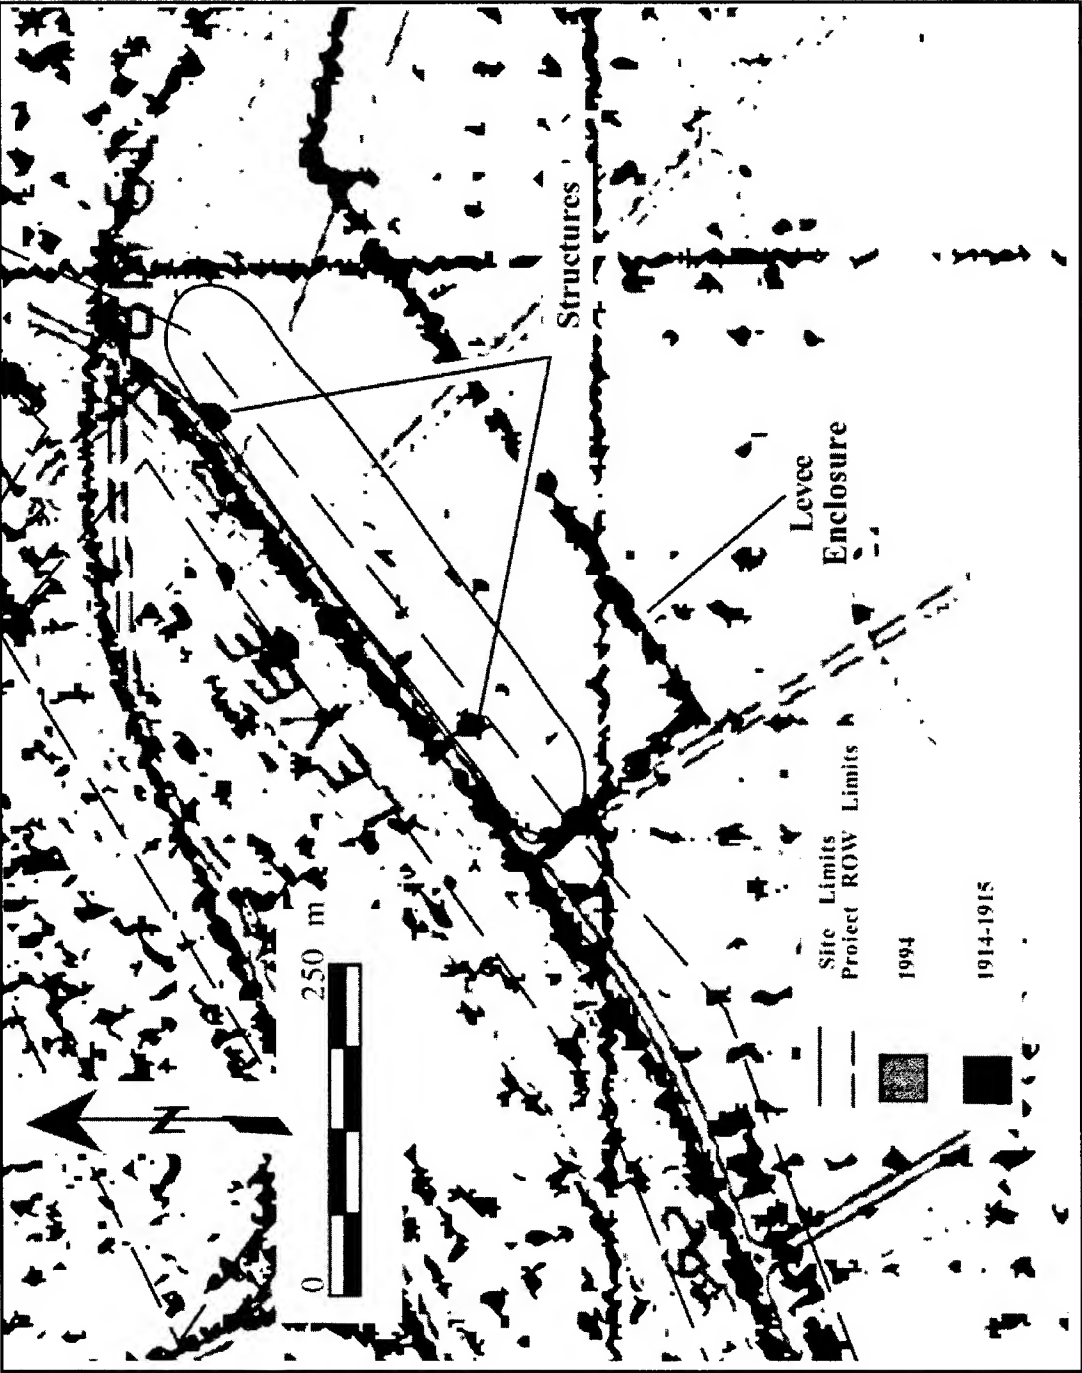 Structures
Levee
Enclosure
0
250 m
N
Site Limits
Project ROW Limits
1994
1914-1915